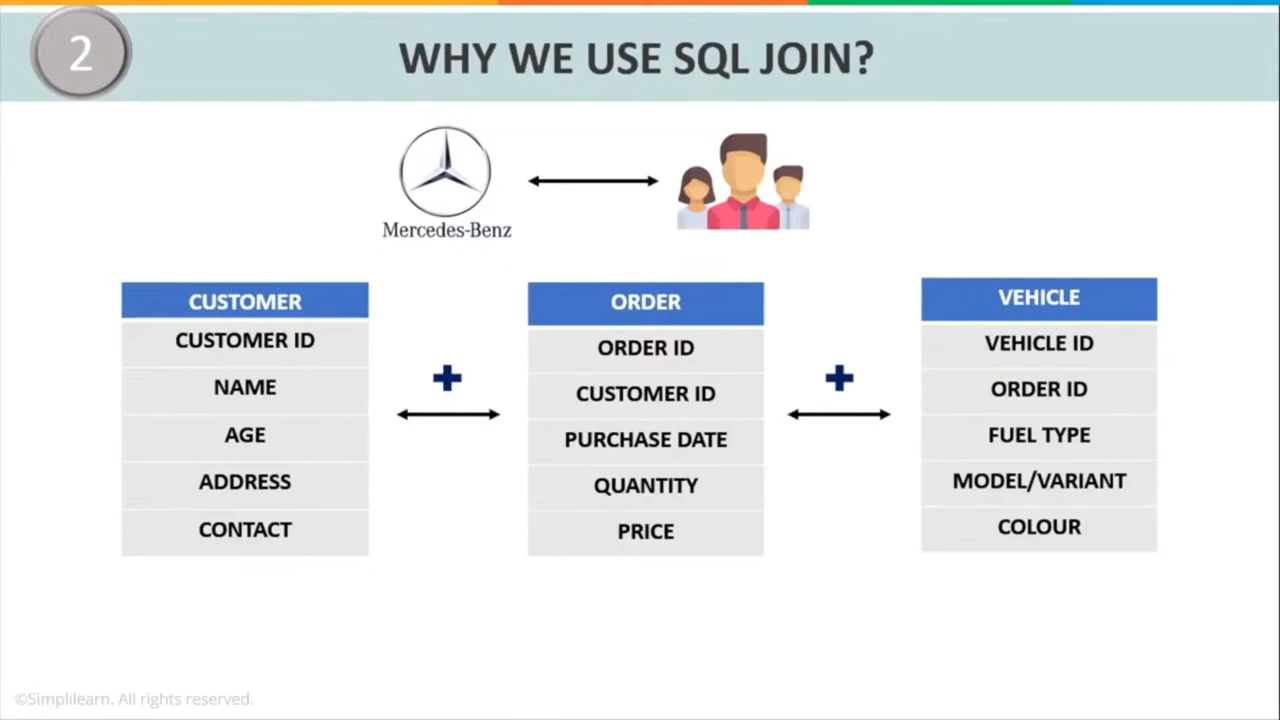 2
WHY WE USE SQL JOIN?
Mercedes-Benz
CUSTOMER
CUSTOMER ID
NAME
AGE
ADDRESS
CONTACT
ORDER
ORDER ID
CUSTOMER ID
PURCHASE DATE
QUANTITY
PRICE
VEHICLE
VEHICLE ID
ORDER ID
FUEL TYPE
MODEL/VARIANT
COLOUR
©Simplilearn. All rights reserved.